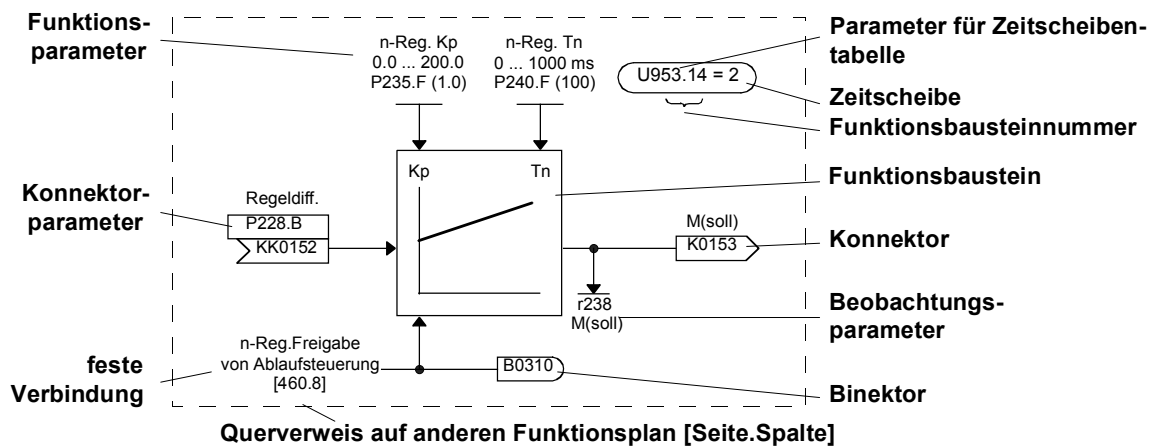 Funktions-
parameter
n-Reg. Kp
0.0 ... 200.0
P235.F (1.0)
n-Reg. Tn
0 ... 1000 ms
P240.F (100)
U953.14 = 2
Parameter für Zeitscheiben-
tabelle
Zeitscheibe
Funktionsbausteinnummer
Kp
Tn
Funktionsbaustein
Konnektor-
parameter
Regeldiff.
P228.B
KK0152
M(soll)
K0153
Konnektor
r238
M(soll)
Beobachtungs-
parameter
feste
Verbindung
n-Reg.Freigabe
von Ablaufsteuerung
[460.8]
B0310
Binektor
Querverweis auf anderen Funktionsplan [Seite.Spalte]